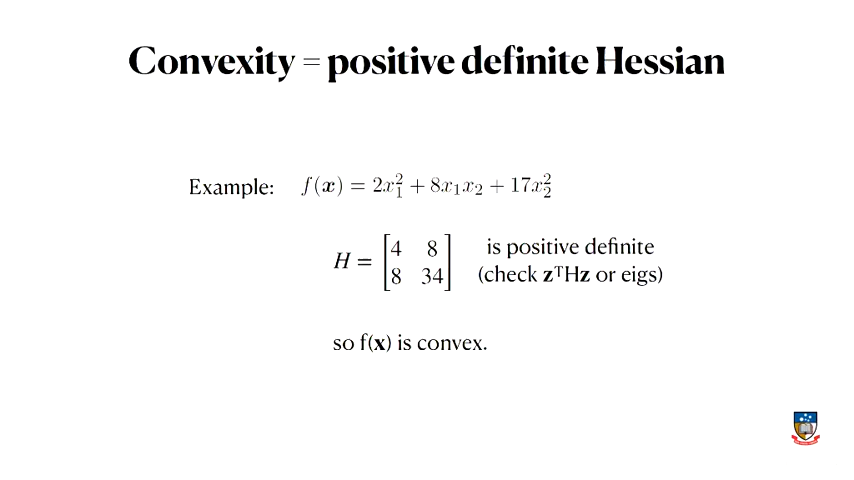 Convexity = positive definite Hessian
Example: f(x) = 2x₁² + 8x₁x₂ + 17x₂²
H = [4 8; 8 34] is positive definite
(check zᵀHz or eigs)
so f(x) is convex.